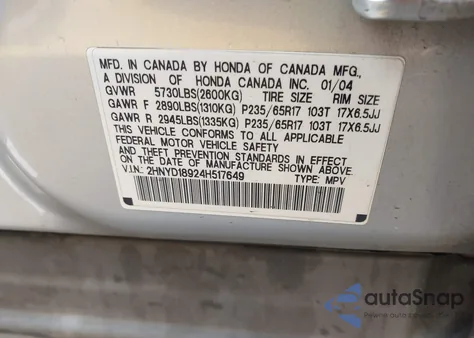 MFD. IN CANADA BY HONDA OF CANADA MFG.,
A DIVISION OF HONDA CANADA INC. 01/04
GVWR 5730LBS(2600KG) TIRE SIZE RIM SIZE
GAWR F 2890LBS(1310KG) P235/65R17 103T 17X6.5JJ
GAWR R 2945LBS(1335KG) P235/65R17 103T 17X6.5JJ
THIS VEHICLE CONFORMS TO ALL APPLICABLE
FEDERAL MOTOR VEHICLE SAFETY
AND THEFT PREVENTION STANDARDS IN EFFECT
ON THE DATE OF MANUFACTURE SHOWN ABOVE.
V.I.N.: 2HNYD18924H517649 TYPE: MPV
autoSnap